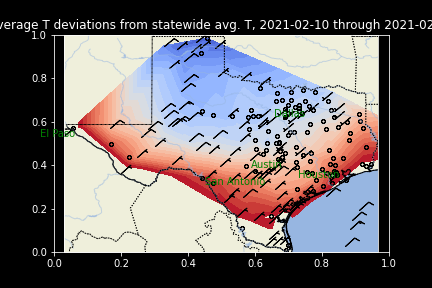 verage T deviations from statewide avg. T, 2021-02-10 through 2021-02
1.0
0.8
0.6
0.4
0.2
0.0
0.0 0.2 0.4 0.6 0.8 1.0
El Paso
Dallas
Austin
Houston
San Antonio